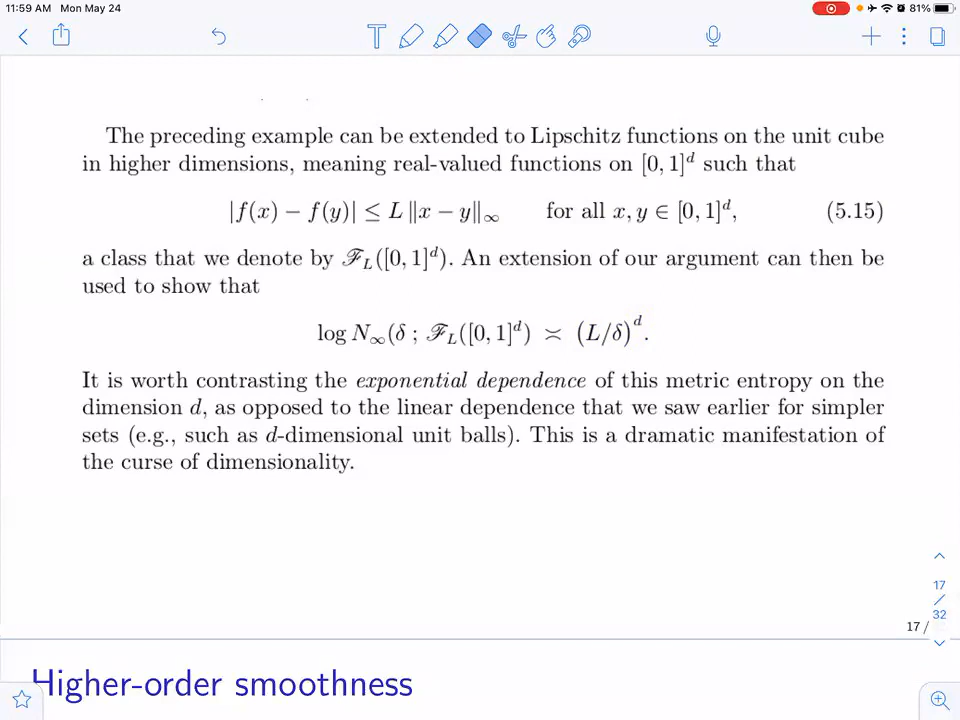 11:59 AM Mon May 24
81%
The preceding example can be extended to Lipschitz functions on the unit cube
in higher dimensions, meaning real-valued functions on [0, 1]^d such that
|f(x) − f(y)| ≤ L ‖x − y‖_∞ for all x, y ∈ [0, 1]^d, (5.15)
a class that we denote by ℱ_L([0, 1]^d). An extension of our argument can then be
used to show that
log N_∞(δ ; ℱ_L([0, 1]^d) ≍ (L/δ)^d.
It is worth contrasting the exponential dependence of this metric entropy on the
dimension d, as opposed to the linear dependence that we saw earlier for simpler
sets (e.g., such as d-dimensional unit balls). This is a dramatic manifestation of
the curse of dimensionality.
17
/
32
17 /
Higher-order smoothness